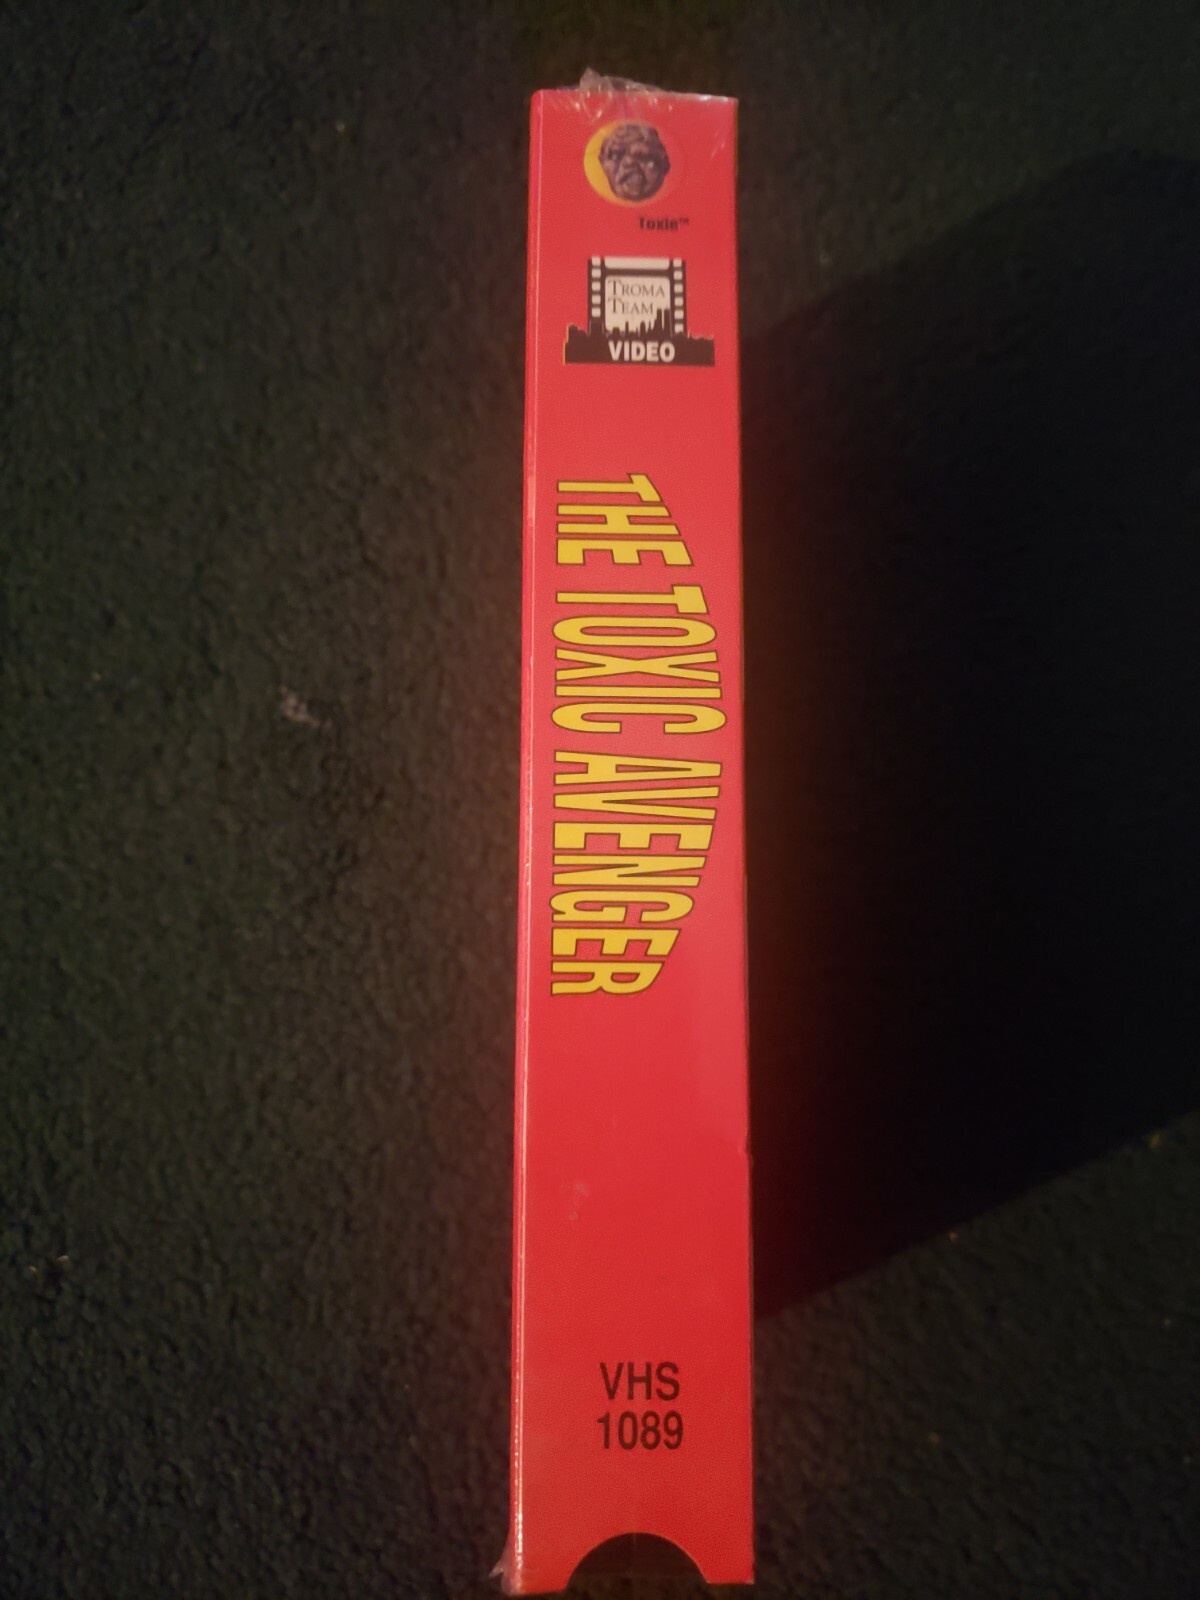 Toxie™
TROMA
TEAM
VIDEO
THE TOXIC AVENGER
VHS
1089